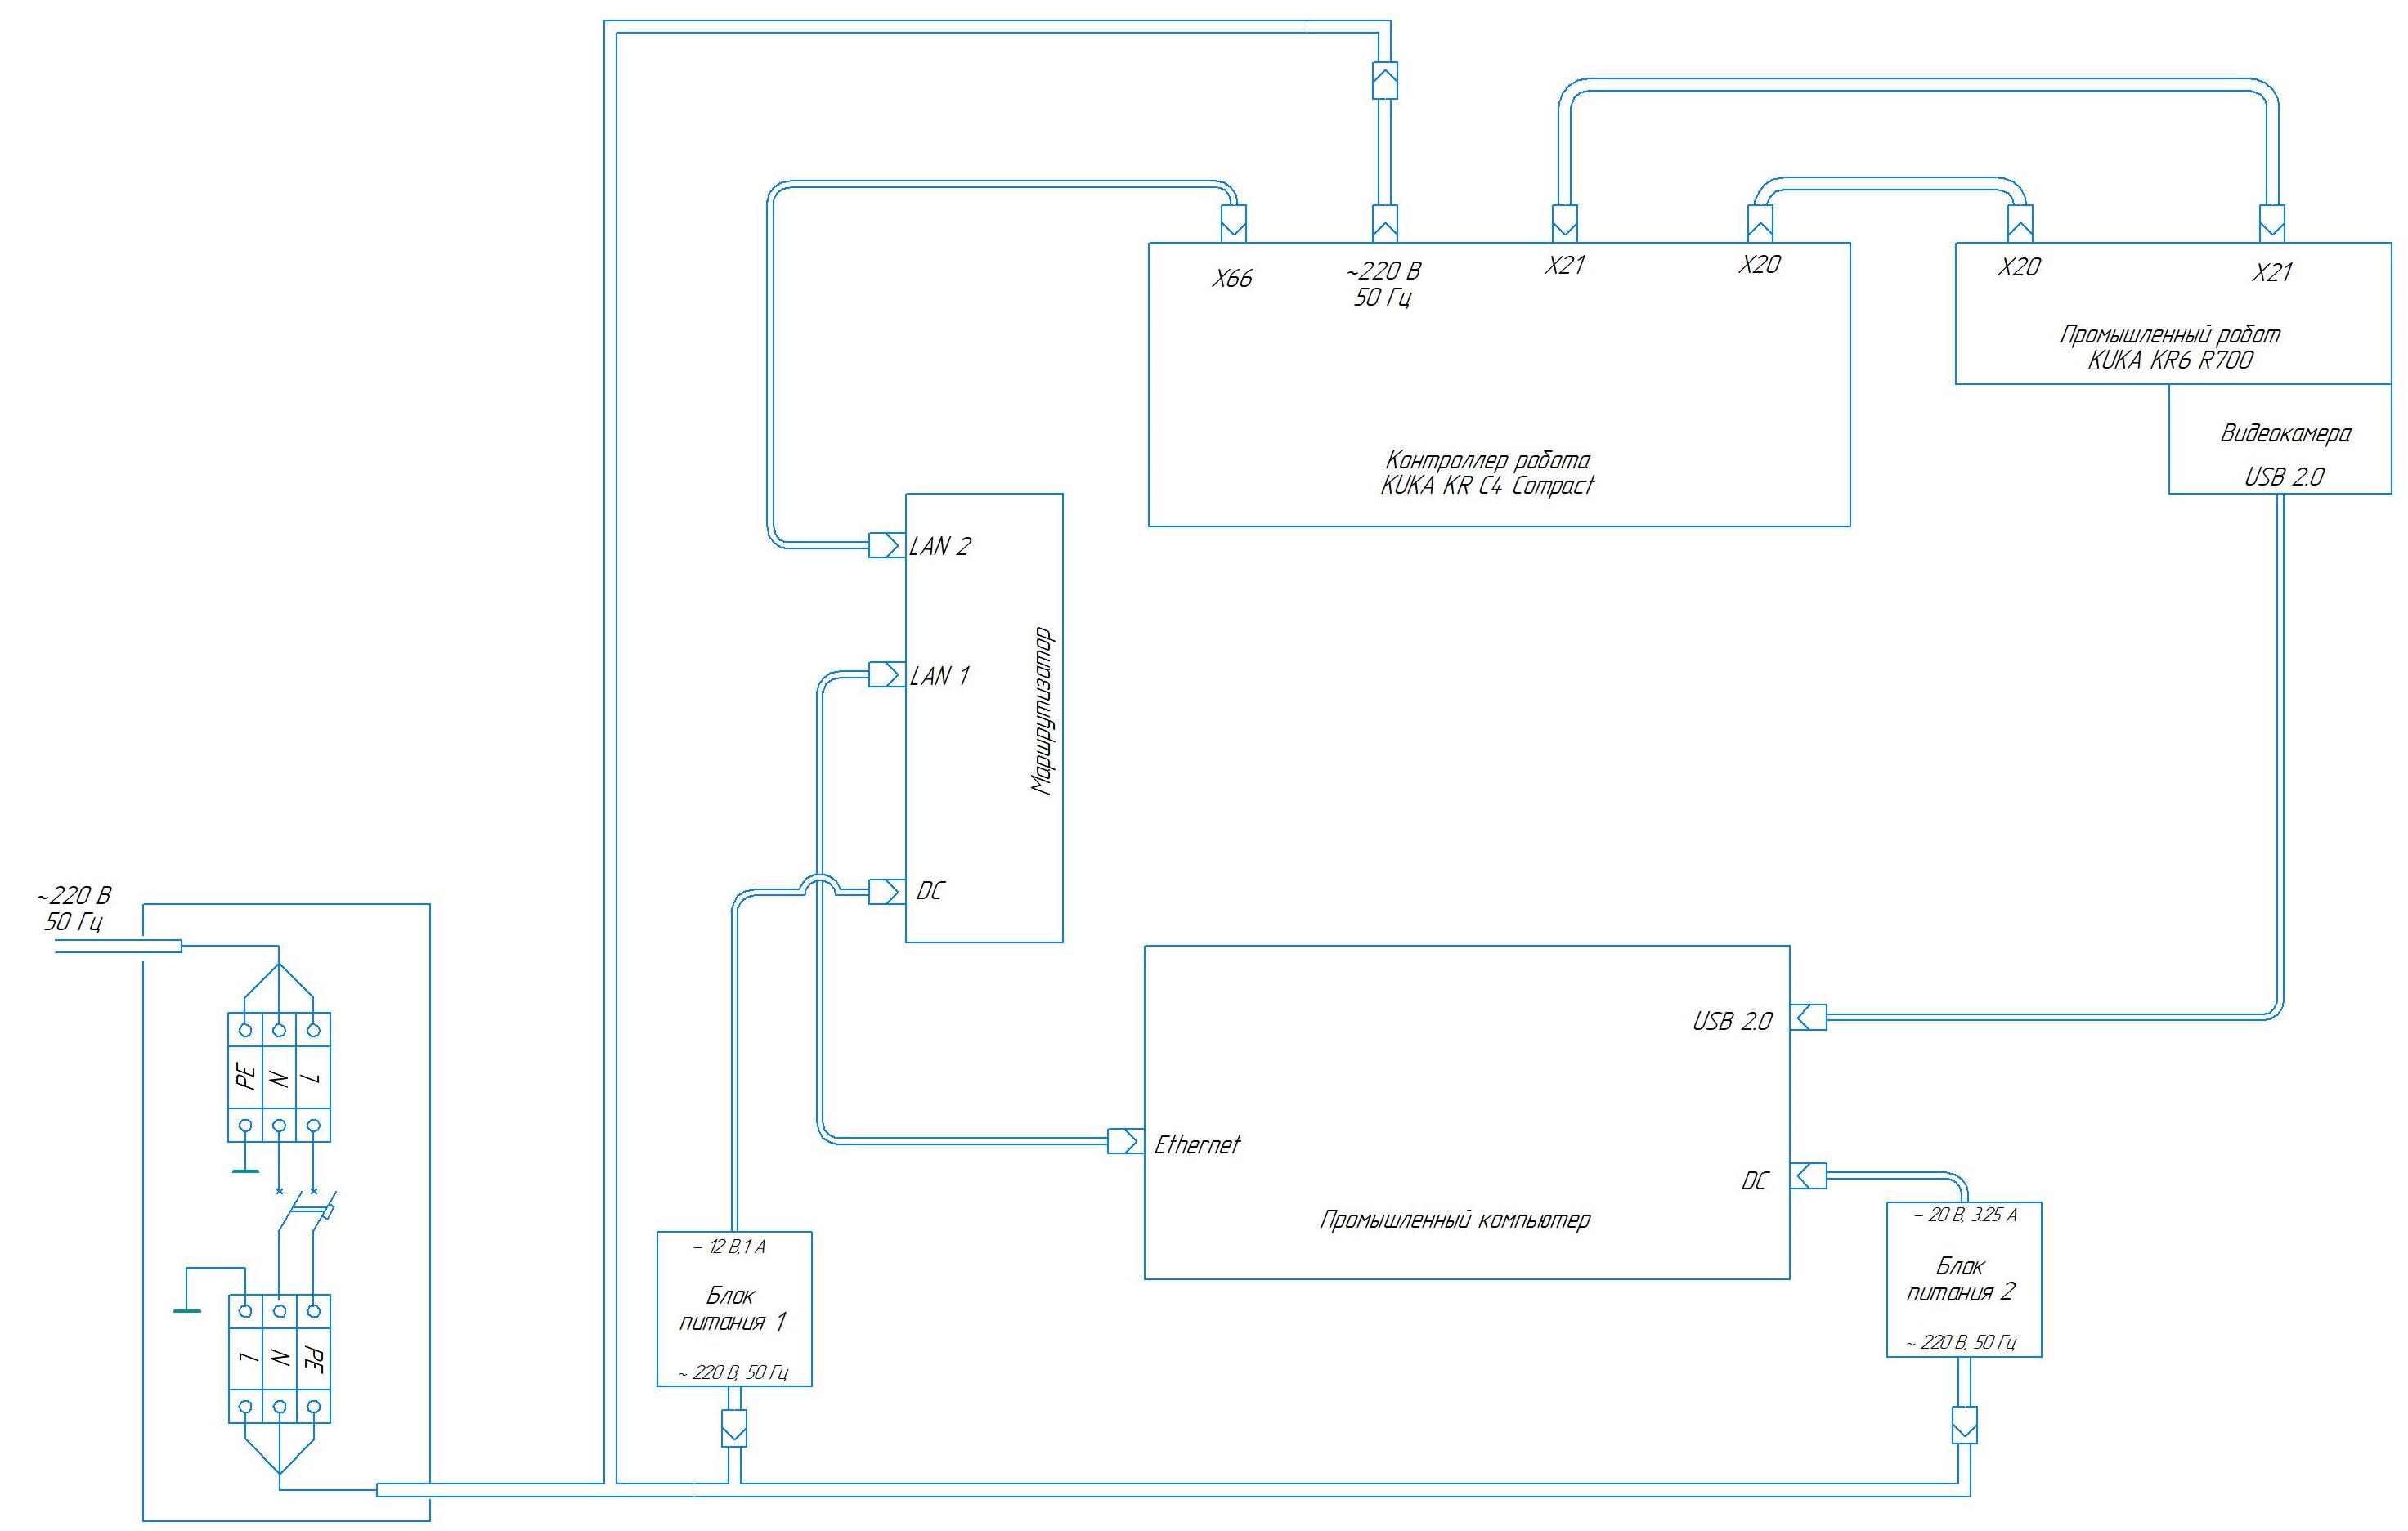 X66
~220 В
50 Гц
X21
X20
X20
X21
Промышленный робот
KUKA KR6 R700
Видеокамера
USB 2.0
Контроллер робота
KUKA KR C4 Compact
LAN 2
LAN 1
Маршрутизатор
DC
~220 В
50 Гц
PE
N
L
USB 2.0
Ethernet
DC
Промышленный компьютер
– 12 В,1 А
Блок
питания 1
~ 220 В, 50 Гц
– 20 В, 3.25 А
Блок
питания 2
~ 220 В, 50 Гц
L
N
PE